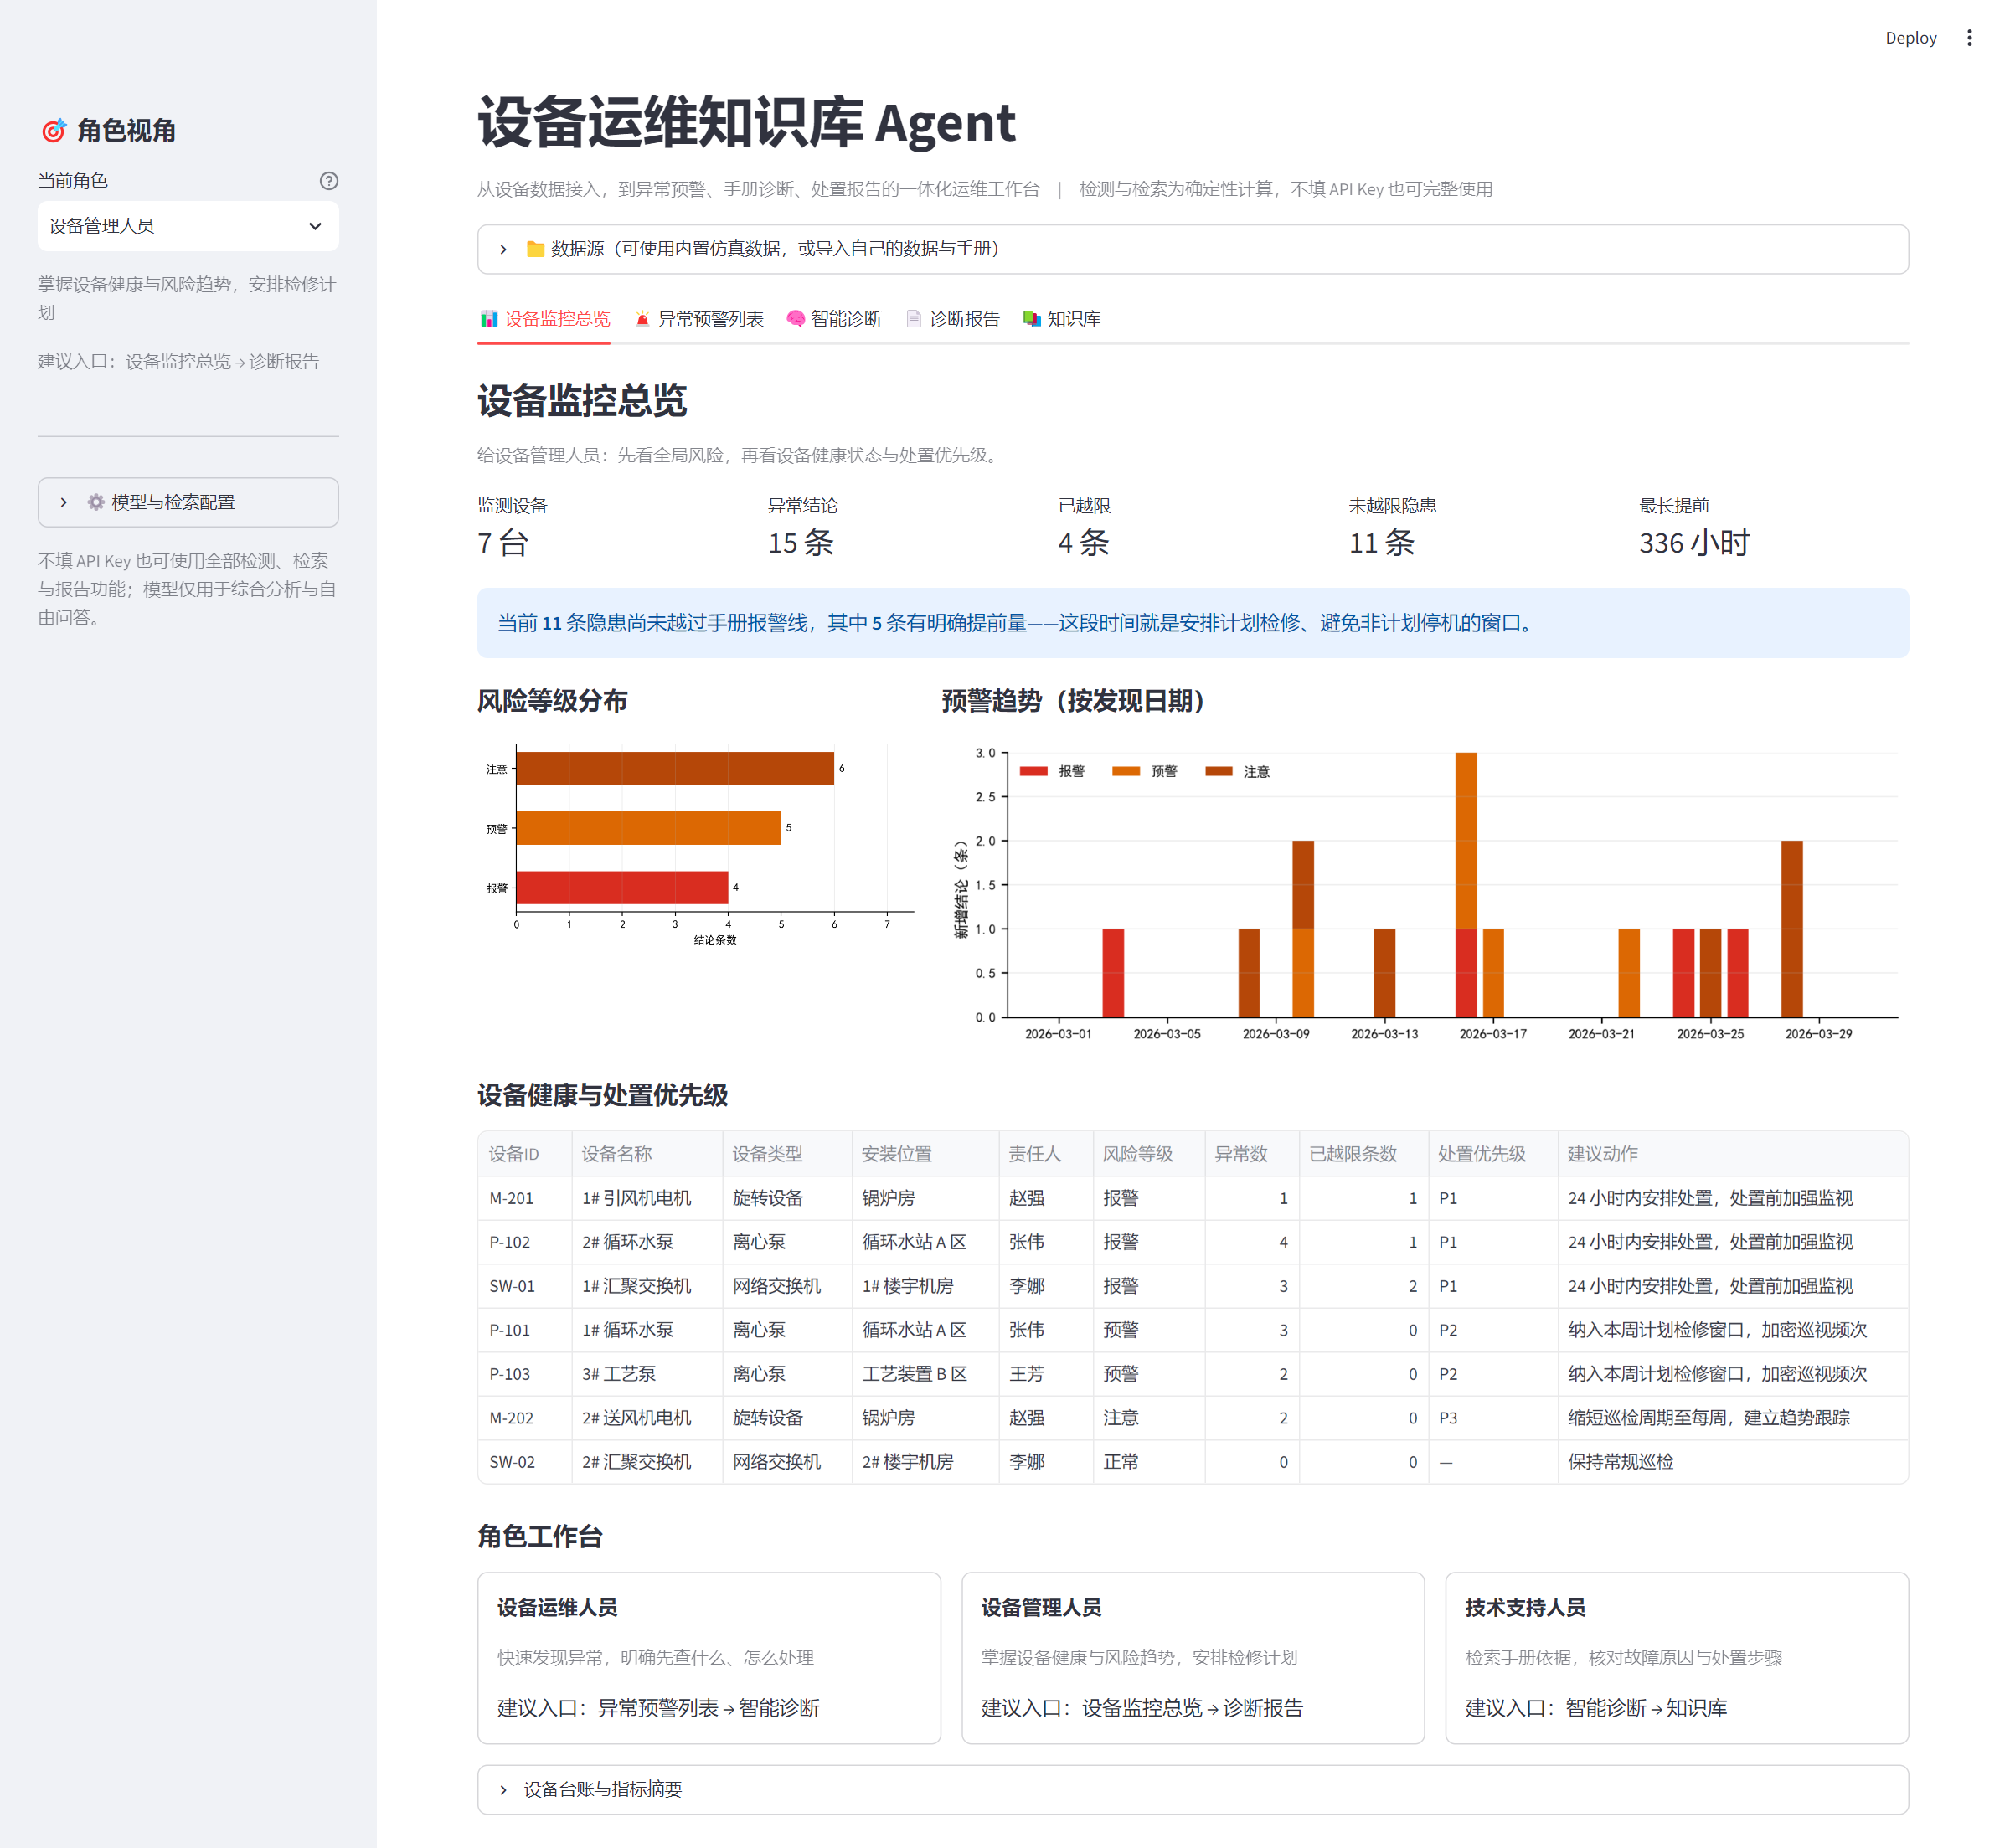 Deploy
🎯 角色视角
当前角色
设备管理人员
掌握设备健康与风险趋势，安排检修计
划
建议入口：设备监控总览 → 诊断报告
模型与检索配置
不填 API Key 也可使用全部检测、检索
与报告功能；模型仅用于综合分析与自
由问答。
设备运维知识库 Agent
从设备数据接入，到异常预警、手册诊断、处置报告的一体化运维工作台 ｜ 检测与检索为确定性计算，不填 API Key 也可完整使用
数据源（可使用内置仿真数据，或导入自己的数据与手册）
设备监控总览 异常预警列表 智能诊断 诊断报告 知识库
设备监控总览
给设备管理人员：先看全局风险，再看设备健康状态与处置优先级。
监测设备 异常结论 已越限 未越限隐患 最长提前
7 台 15 条 4 条 11 条 336 小时
当前 11 条隐患尚未越过手册报警线，其中 5 条有明确提前量——这段时间就是安排计划检修、避免非计划停机的窗口。
风险等级分布
注意 6
预警 5
报警 4
0 1 2 3 4 5 6 7
结论条数
预警趋势（按发现日期）
报警 预警 注意
新增结论（条）
3.0
2.5
2.0
1.5
1.0
0.5
0.0
2026-03-01 2026-03-05 2026-03-09 2026-03-13 2026-03-17 2026-03-21 2026-03-25 2026-03-29
设备健康与处置优先级
设备ID 设备名称 设备类型 安装位置 责任人 风险等级 异常数 已越限条数 处置优先级 建议动作
M-201 1# 引风机电机 旋转设备 锅炉房 赵强 报警 1 1 P1 24 小时内安排处置，处置前加强监视
P-102 2# 循环水泵 离心泵 循环水站 A 区 张伟 报警 4 1 P1 24 小时内安排处置，处置前加强监视
SW-01 1# 汇聚交换机 网络交换机 1# 楼宇机房 李娜 报警 3 2 P1 24 小时内安排处置，处置前加强监视
P-101 1# 循环水泵 离心泵 循环水站 A 区 张伟 预警 3 0 P2 纳入本周计划检修窗口，加密巡视频次
P-103 3# 工艺泵 离心泵 工艺装置 B 区 王芳 预警 2 0 P2 纳入本周计划检修窗口，加密巡视频次
M-202 2# 送风机电机 旋转设备 锅炉房 赵强 注意 2 0 P3 缩短巡检周期至每周，建立趋势跟踪
SW-02 2# 汇聚交换机 网络交换机 2# 楼宇机房 李娜 正常 0 0 — 保持常规巡检
角色工作台
设备运维人员
快速发现异常，明确先查什么、怎么处理
建议入口：异常预警列表 → 智能诊断
设备管理人员
掌握设备健康与风险趋势，安排检修计划
建议入口：设备监控总览 → 诊断报告
技术支持人员
检索手册依据，核对故障原因与处置步骤
建议入口：智能诊断 → 知识库
设备台账与指标摘要